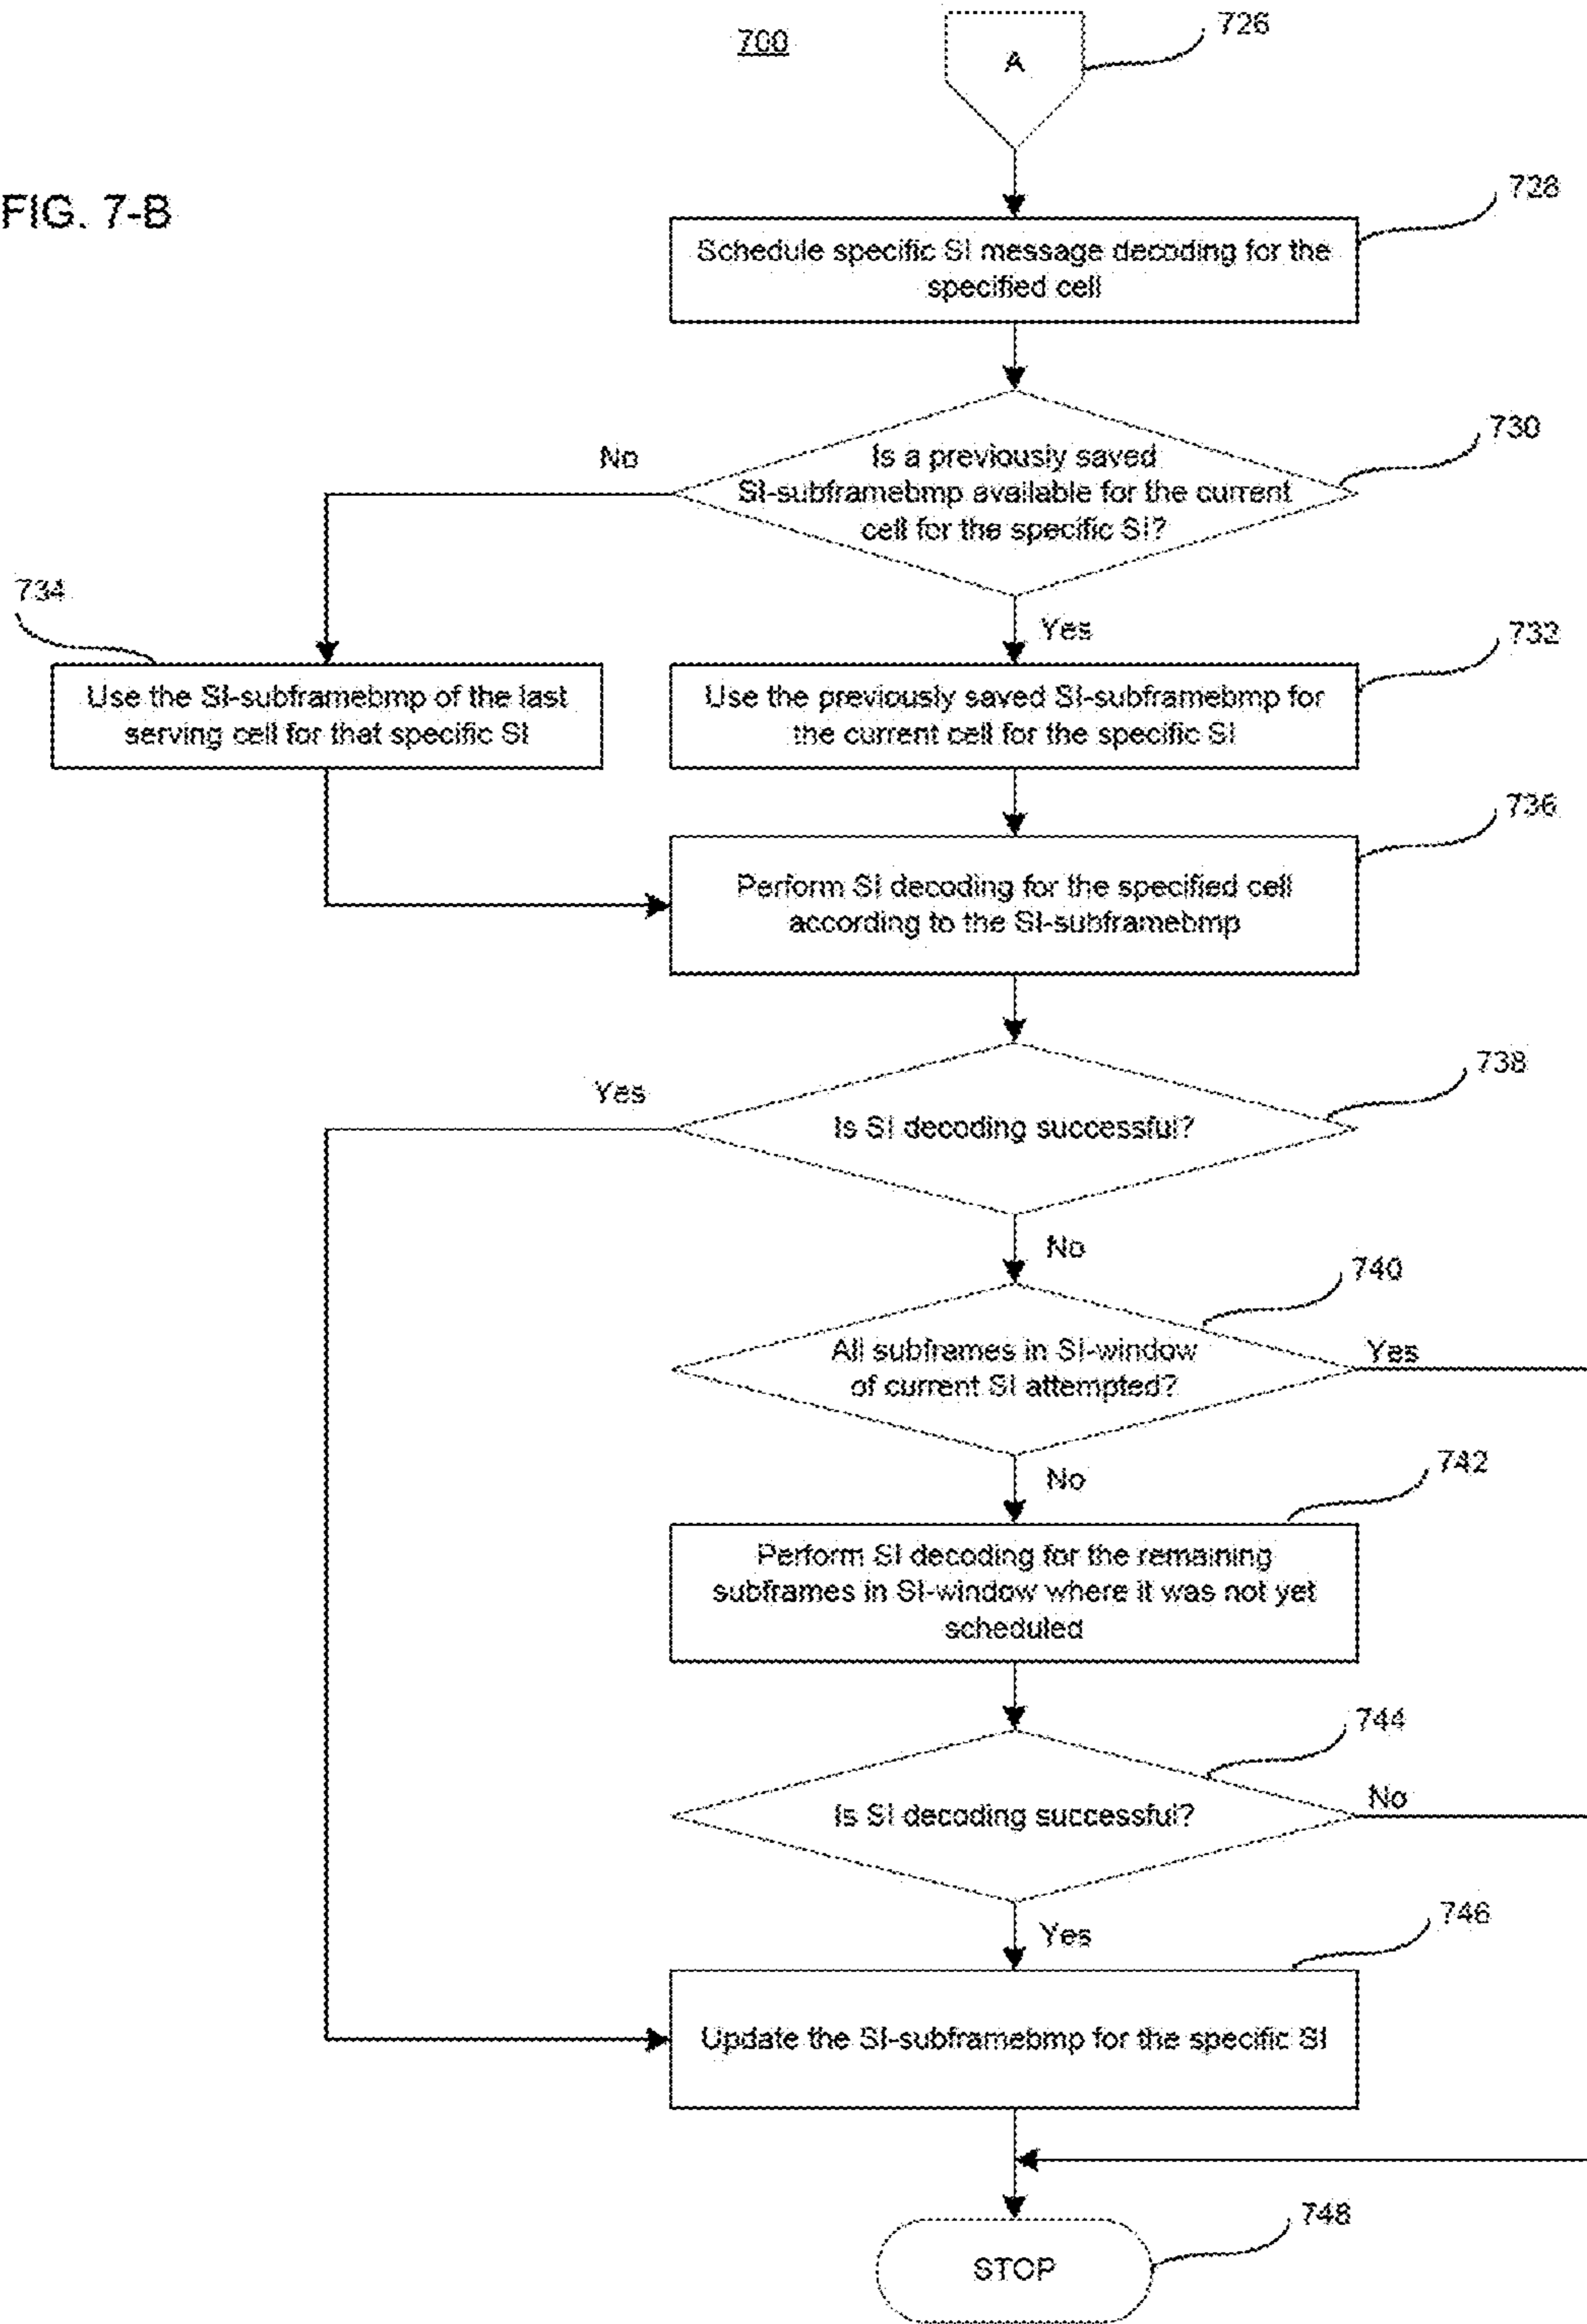 700
A
726
FIG. 7-B
728
Schedule specific SI message decoding for the
specified cell
730
No
Is a previously saved
SI-subframebmp available for the current
cell for the specific SI?
734
Yes
732
Use the SI-subframebmp of the last
serving cell for that specific SI
Use the previously saved SI-subframebmp for
the current cell for the specific SI
736
Perform SI decoding for the specified cell
according to the SI-subframebmp
738
Yes
Is SI decoding successful?
No
740
All subframes in SI-window
of current SI attempted?
Yes
No
742
Perform SI decoding for the remaining
subframes in SI-window where it was not yet
scheduled
744
Is SI decoding successful?
No
Yes
746
Update the SI-subframebmp for the specific SI
748
STOP